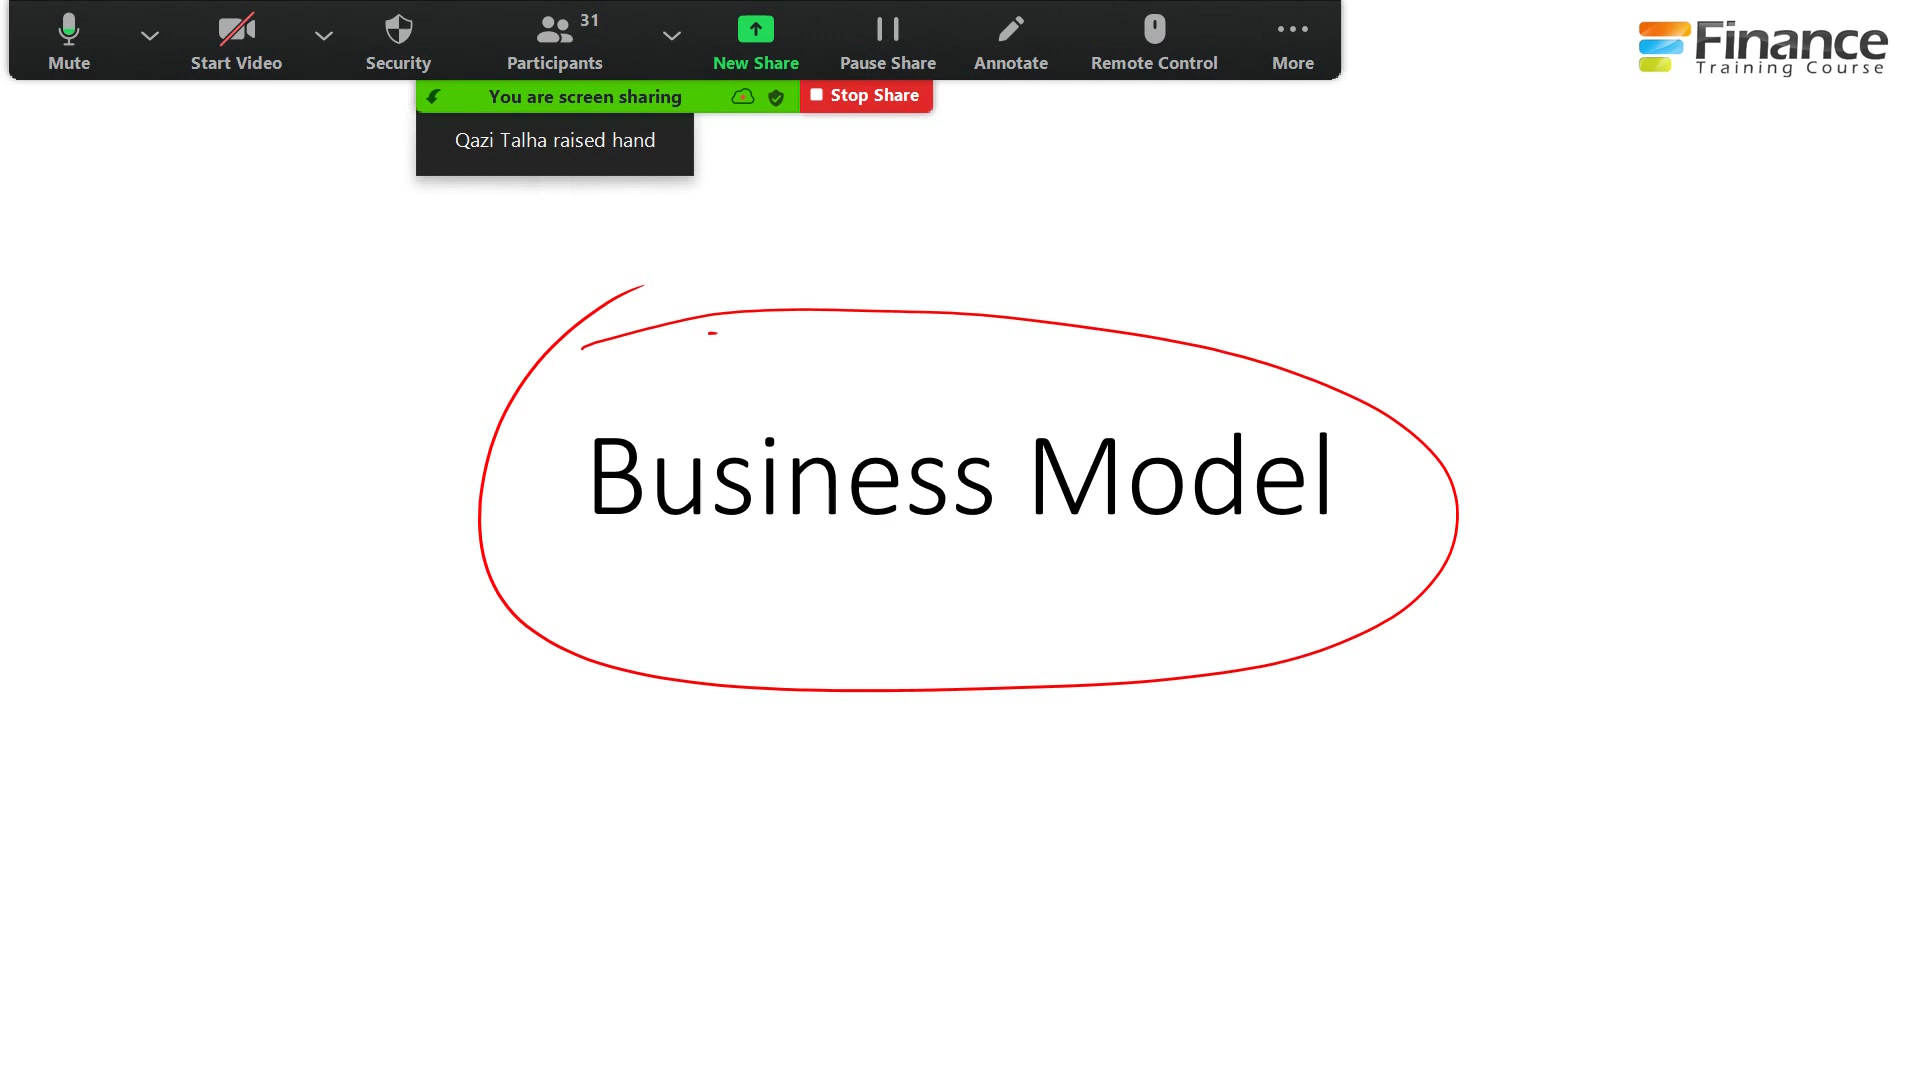 Mute
Start Video
Security
Participants
31
New Share
Pause Share
Annotate
Remote Control
More
You are screen sharing
Stop Share
Qazi Talha raised hand
Finance
Training Course
Business Model